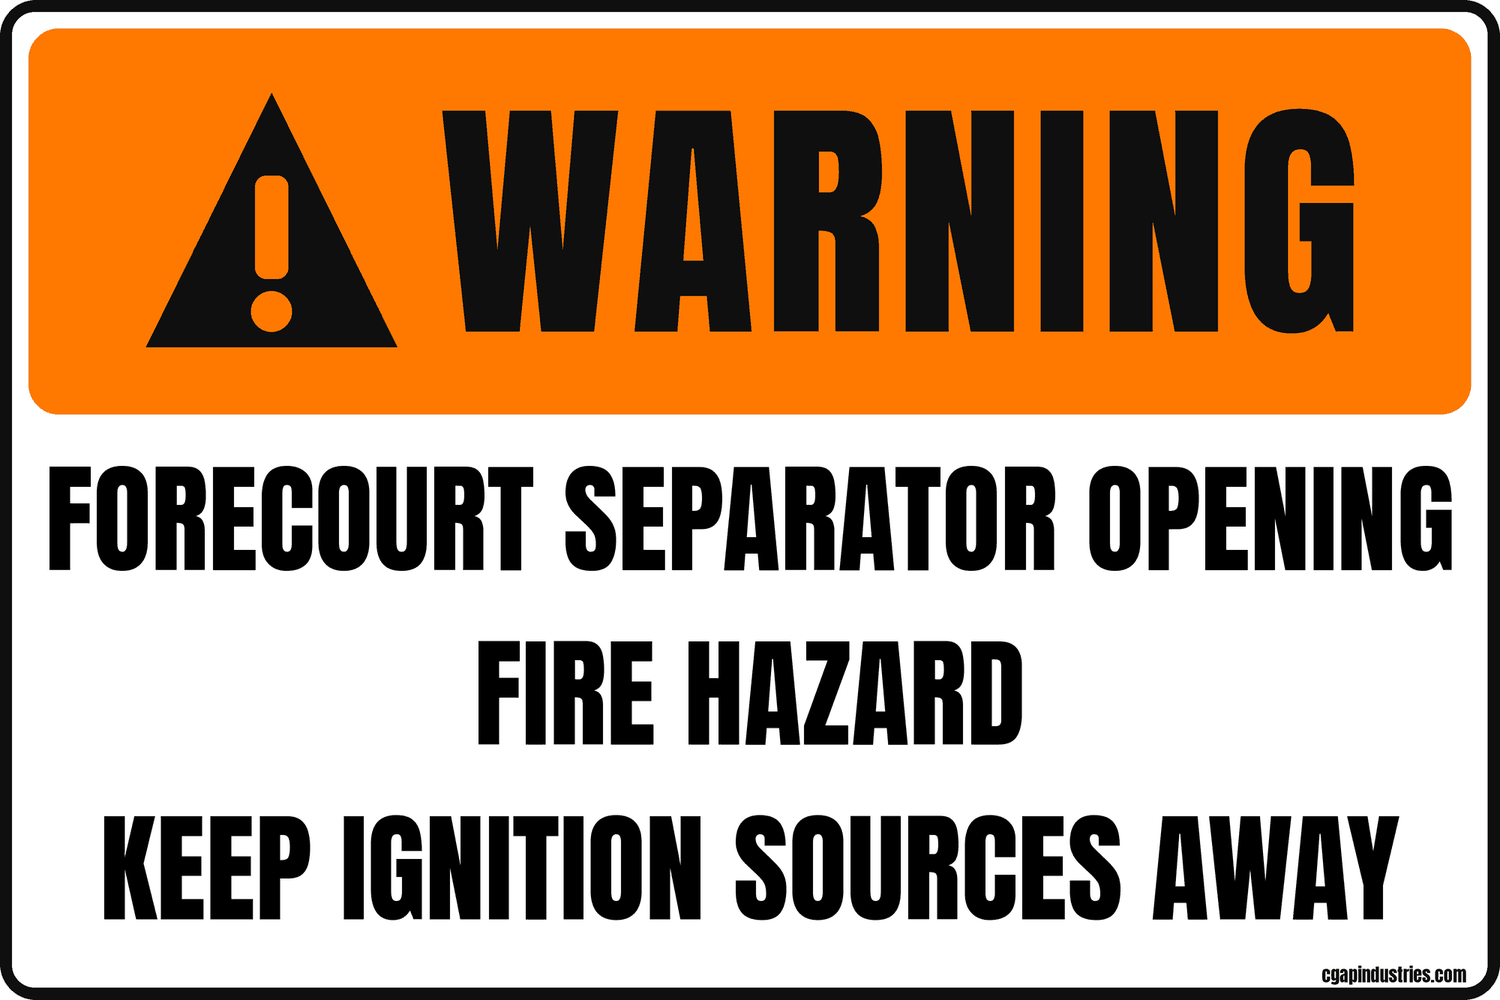 WARNING
FORECOURT SEPARATOR OPENING
FIRE HAZARD
KEEP IGNITION SOURCES AWAY
cgapindustries.com